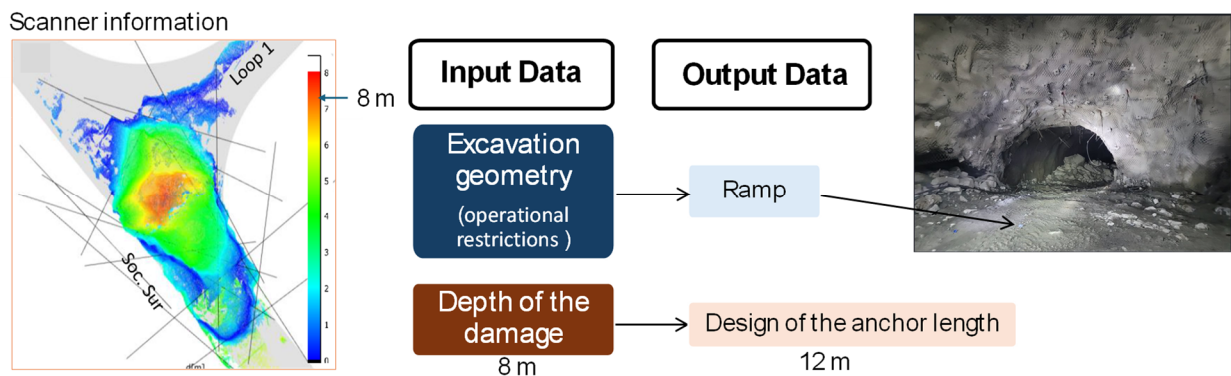 Scanner information
Loop 1
8
7
6
5
4
3
2
1
0
8 m
Soc. Sur
d[m]
Input Data
Output Data
Excavation
geometry
(operational
restrictions )
Ramp
Depth of the
damage
8 m
Design of the anchor length
12 m